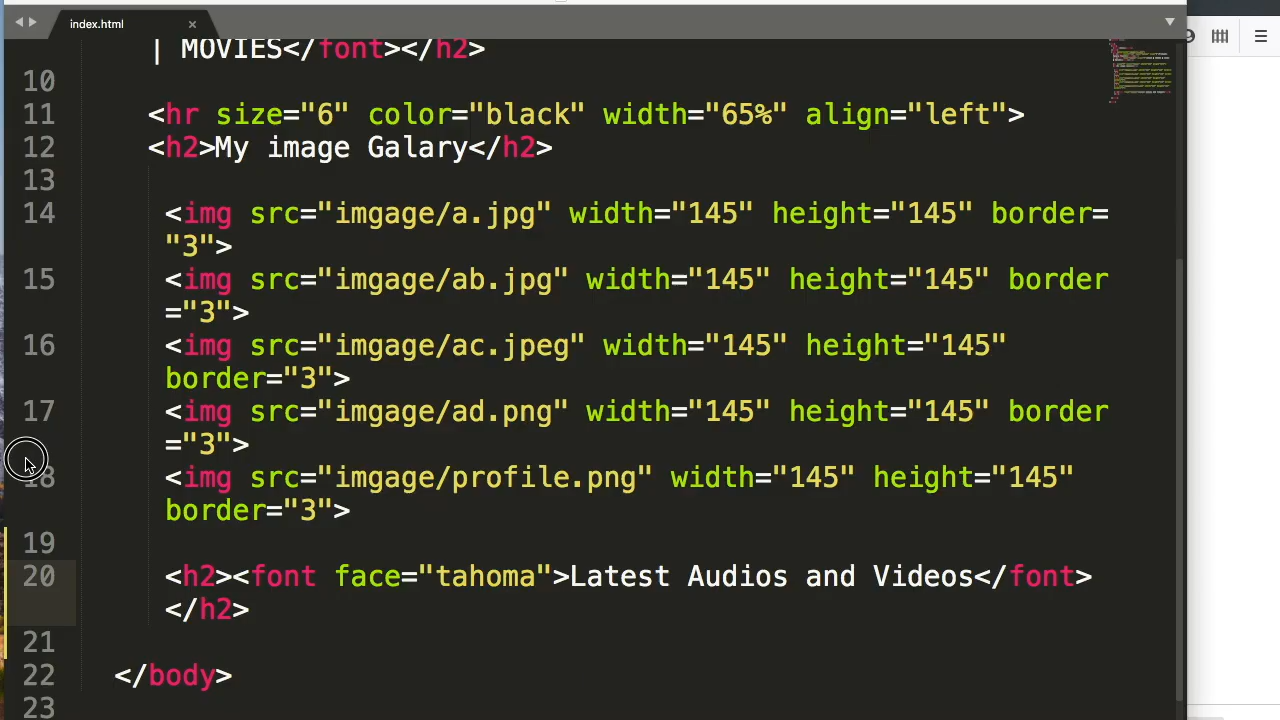 index.html
| MOVIES</font></h2>
10
11 <hr size="6" color="black" width="65%" align="left">
12 <h2>My image Galary</h2>
13
14 <img src="imgage/a.jpg" width="145" height="145" border=
"3">
15 <img src="imgage/ab.jpg" width="145" height="145" border
="3">
16 <img src="imgage/ac.jpeg" width="145" height="145"
border="3">
17 <img src="imgage/ad.png" width="145" height="145" border
="3">
18 <img src="imgage/profile.png" width="145" height="145"
border="3">
19
20 <h2><font face="tahoma">Latest Audios and Videos</font>
</h2>
21
22 </body>
23